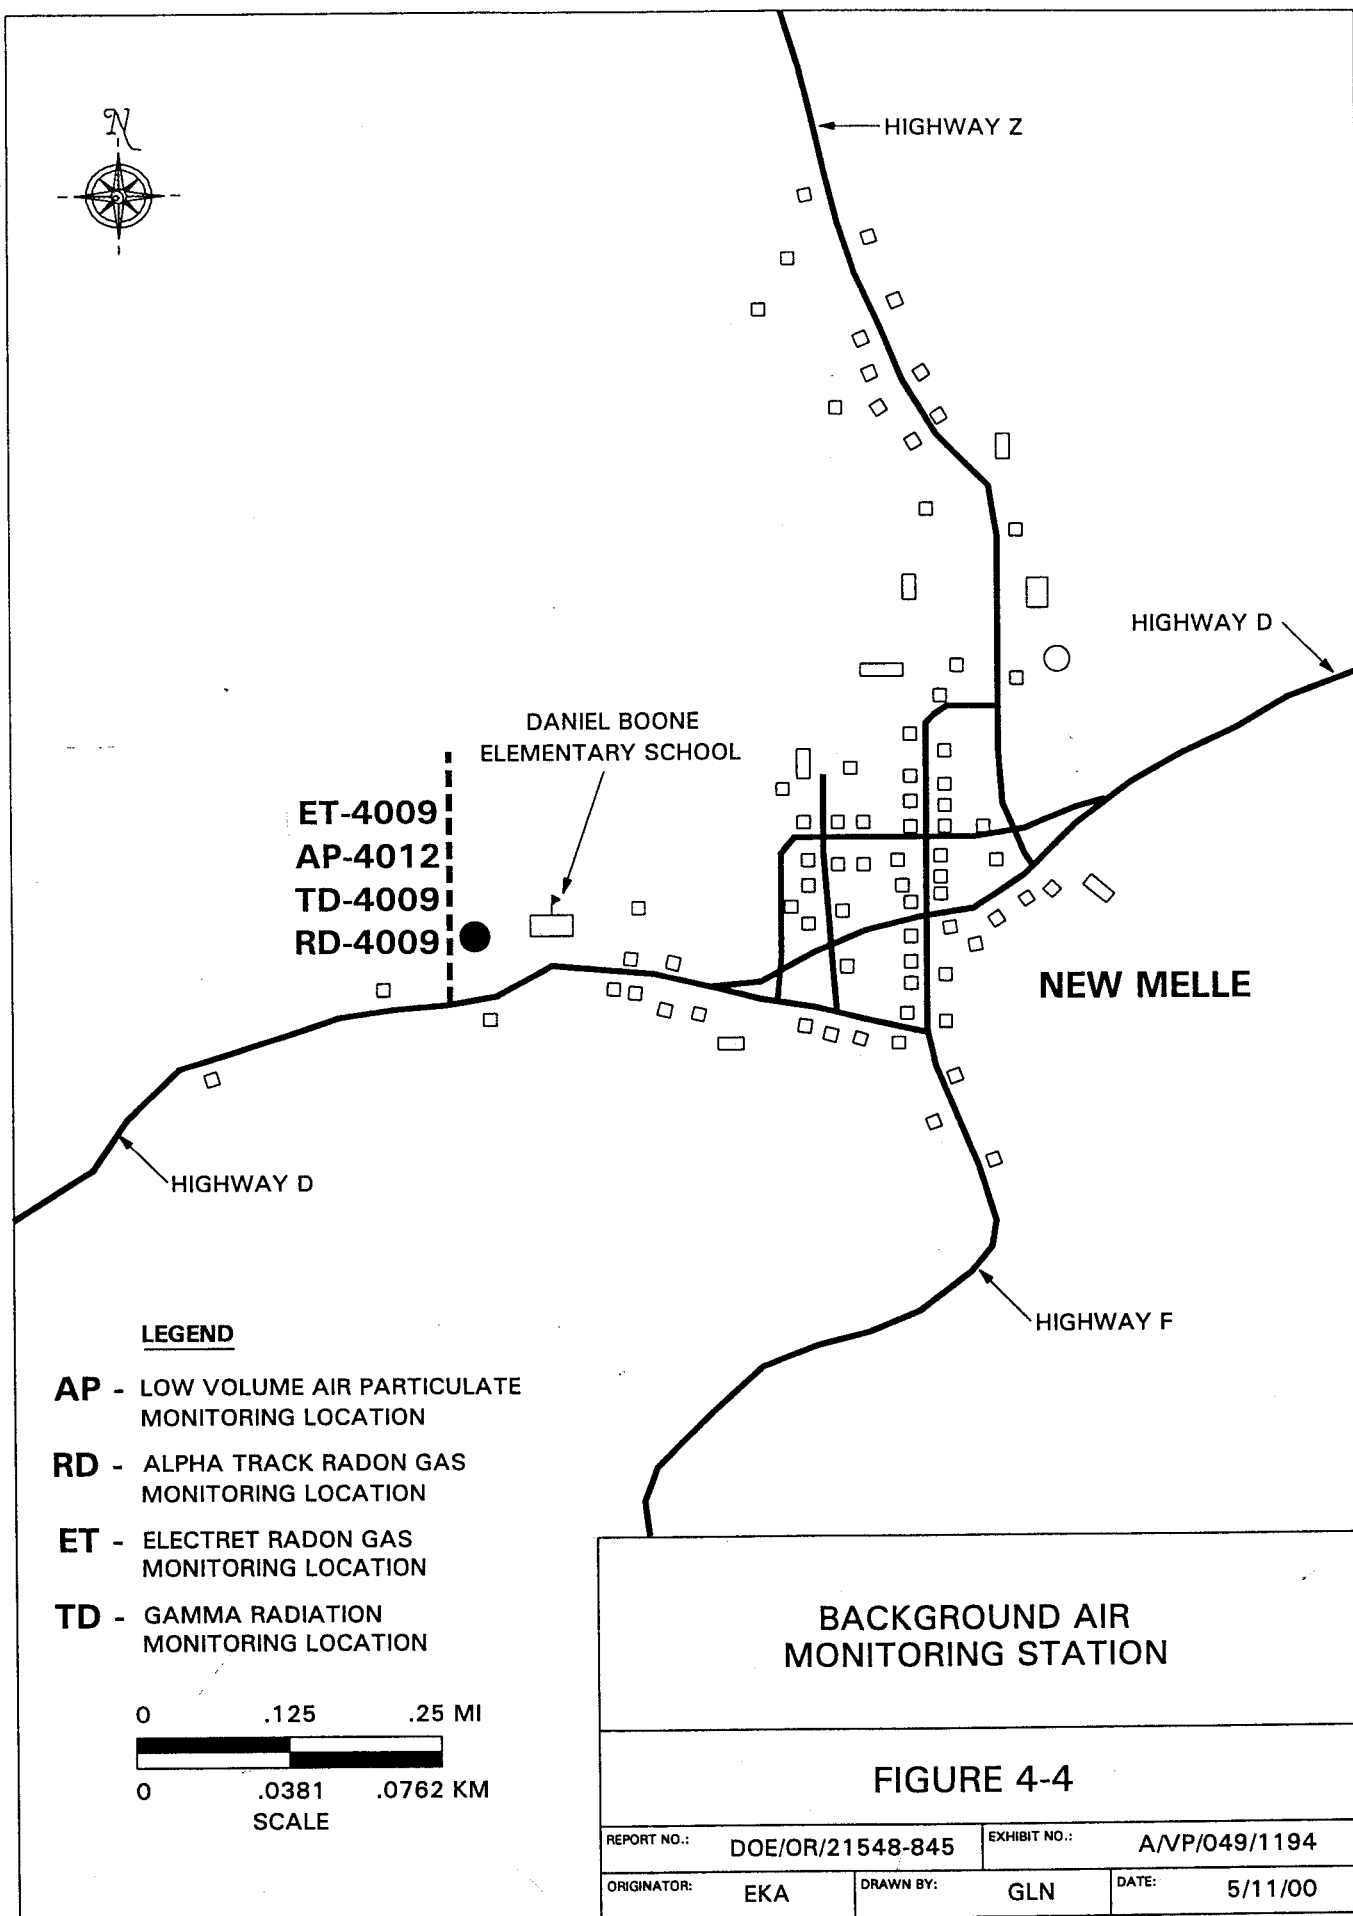 N
HIGHWAY Z
HIGHWAY D
DANIEL BOONE
ELEMENTARY SCHOOL
ET-4009
AP-4012
TD-4009
RD-4009
NEW MELLE
HIGHWAY D
HIGHWAY F
LEGEND
AP - LOW VOLUME AIR PARTICULATE
MONITORING LOCATION
RD - ALPHA TRACK RADON GAS
MONITORING LOCATION
ET - ELECTRET RADON GAS
MONITORING LOCATION
TD - GAMMA RADIATION
MONITORING LOCATION
0 .125 .25 MI
0 .0381 .0762 KM
SCALE
BACKGROUND AIR
MONITORING STATION
FIGURE 4-4
REPORT NO.: DOE/OR/21548-845 EXHIBIT NO.: A/VP/049/1194
ORIGINATOR: EKA DRAWN BY: GLN DATE: 5/11/00